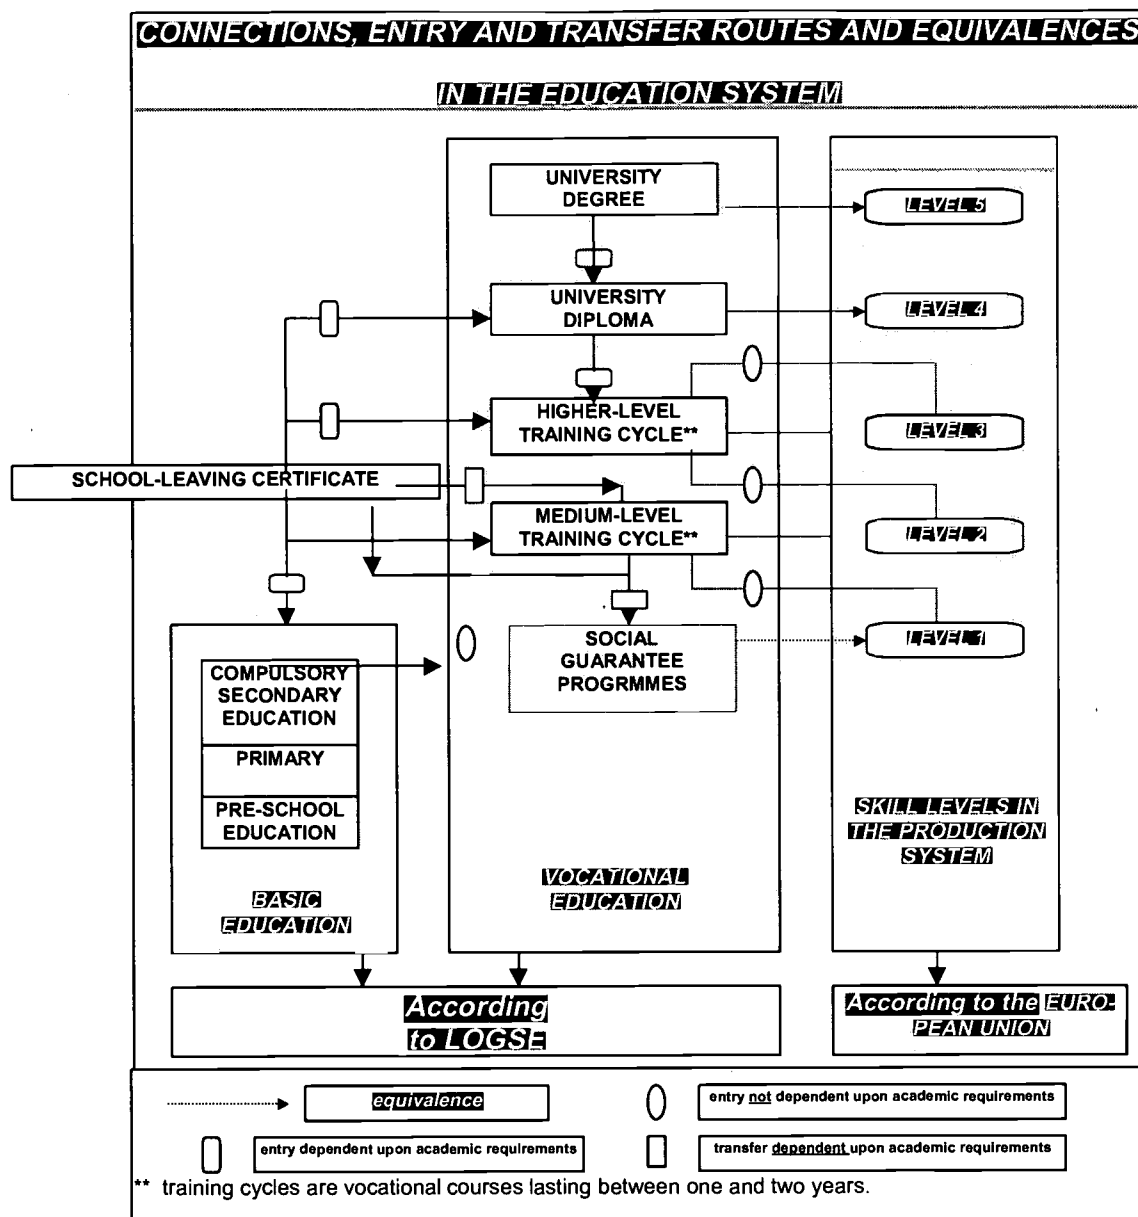 CONNECTIONS, ENTRY AND TRANSFER ROUTES AND EQUIVALENCES
IN THE EDUCATION SYSTEM
UNIVERSITY
DEGREE
LEVEL 5
UNIVERSITY
DIPLOMA
LEVEL 4
HIGHER-LEVEL
TRAINING CYCLE**
LEVEL 3
SCHOOL-LEAVING CERTIFICATE
MEDIUM-LEVEL
TRAINING CYCLE**
LEVEL 2
SOCIAL
GUARANTEE
PROGRMMES
LEVEL 1
COMPULSORY
SECONDARY
EDUCATION
PRIMARY
PRE-SCHOOL
EDUCATION
BASIC
EDUCATION
VOCATIONAL
EDUCATION
SKILL LEVELS IN
THE PRODUCTION
SYSTEM
According
to LOGSE
According to the EURO-
PEAN UNION
equivalence
entry not dependent upon academic requirements
entry dependent upon academic requirements
transfer dependent upon academic requirements
** training cycles are vocational courses lasting between one and two years.